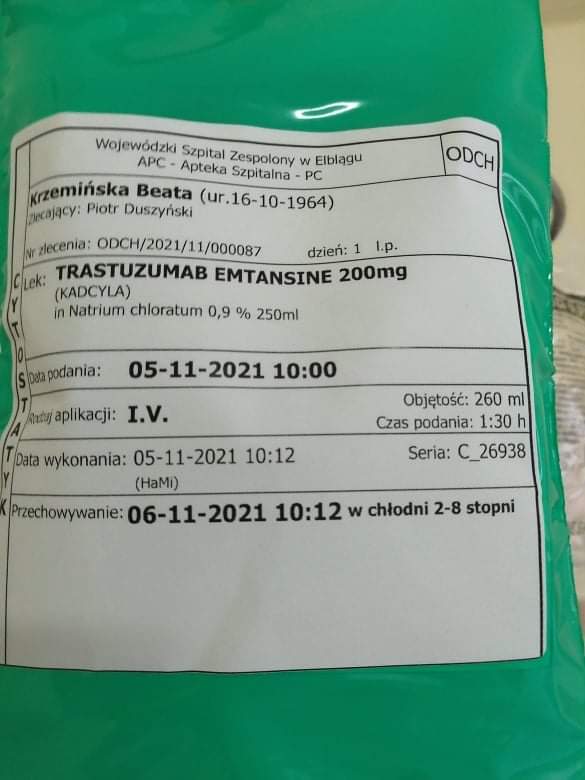 Wojewódzki Szpital Zespolony w Elblągu
APC - Apteka Szpitalna - PC
ODCH
Krzemińska Beata (ur.16-10-1964)
Zlecający: Piotr Duszyński
Nr zlecenia: ODCH/2021/11/000087 dzień: 1 l.p.
Lek: TRASTUZUMAB EMTANSINE 200mg
(KADCYLA)
in Natrium chloratum 0,9 % 250ml
Data podania: 05-11-2021 10:00
Rodzaj aplikacji: I.V.
Objętość: 260 ml
Czas podania: 1:30 h
Data wykonania: 05-11-2021 10:12 Seria: C_26938
(HaMi)
Przechowywanie: 06-11-2021 10:12 w chłodni 2-8 stopni
CYTOSTATYK